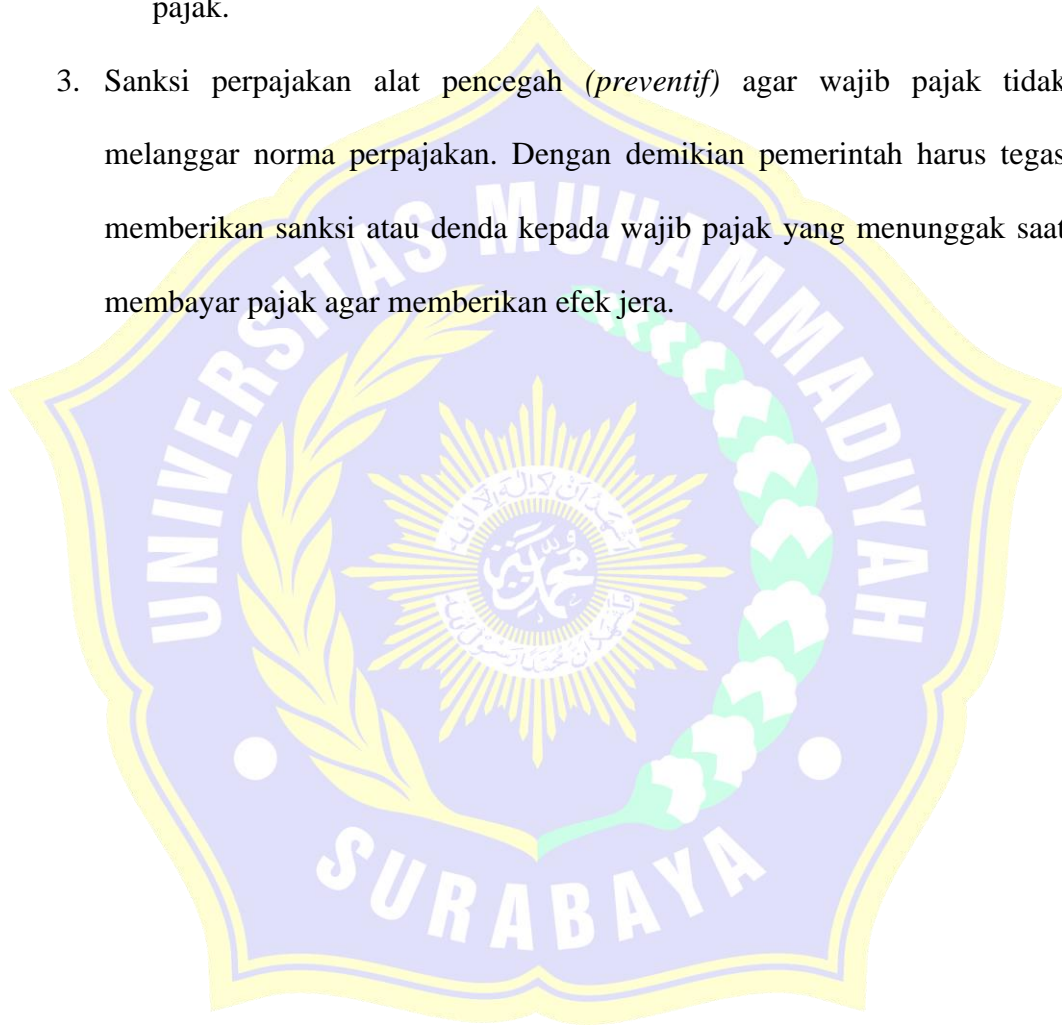 pajak.
3. Sanksi perpajakan alat pencegah (preventif) agar wajib pajak tidak
melanggar norma perpajakan. Dengan demikian pemerintah harus tegas
memberikan sanksi atau denda kepada wajib pajak yang menunggak saat
membayar pajak agar memberikan efek jera.
UNIVERSITAS MUHAMMADIYAH
SURABAYA
محمد